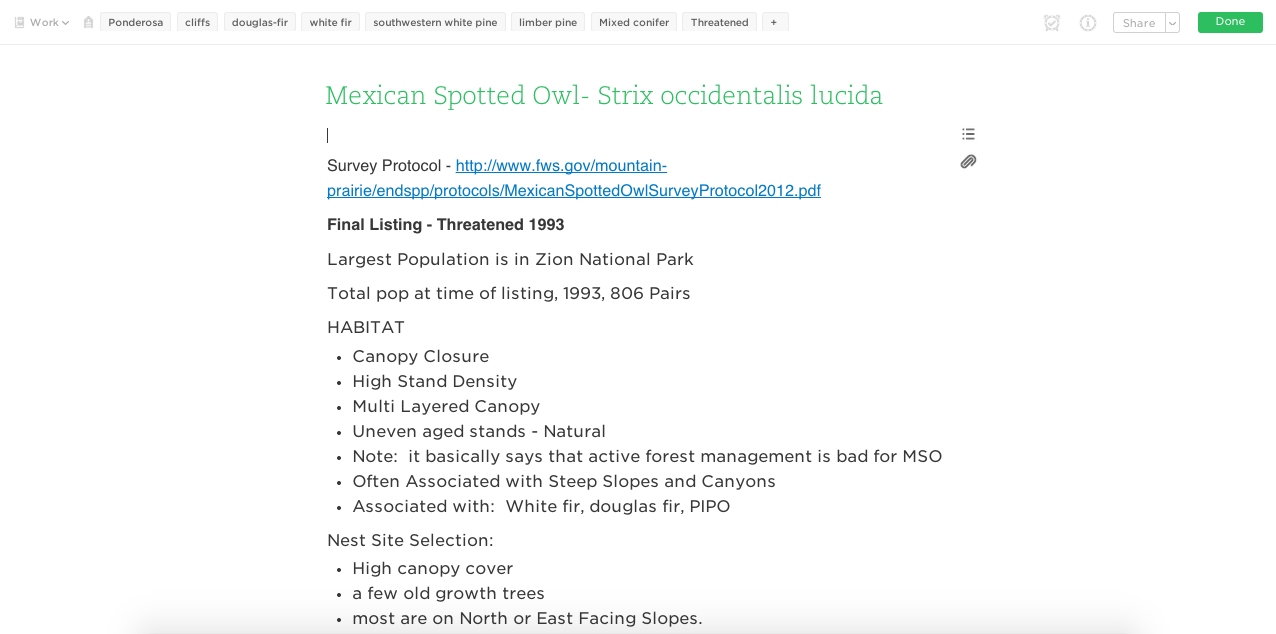 Work Ponderosa cliffs douglas-fir white fir southwestern white pine limber pine Mixed conifer Threatened + Share Done
Mexican Spotted Owl- Strix occidentalis lucida
Survey Protocol - http://www.fws.gov/mountain-
prairie/endspp/protocols/MexicanSpottedOwlSurveyProtocol2012.pdf
Final Listing - Threatened 1993
Largest Population is in Zion National Park
Total pop at time of listing, 1993, 806 Pairs
HABITAT
• Canopy Closure
• High Stand Density
• Multi Layered Canopy
• Uneven aged stands - Natural
• Note:  it basically says that active forest management is bad for MSO
• Often Associated with Steep Slopes and Canyons
• Associated with:  White fir, douglas fir, PIPO
Nest Site Selection:
• High canopy cover
• a few old growth trees
• most are on North or East Facing Slopes.